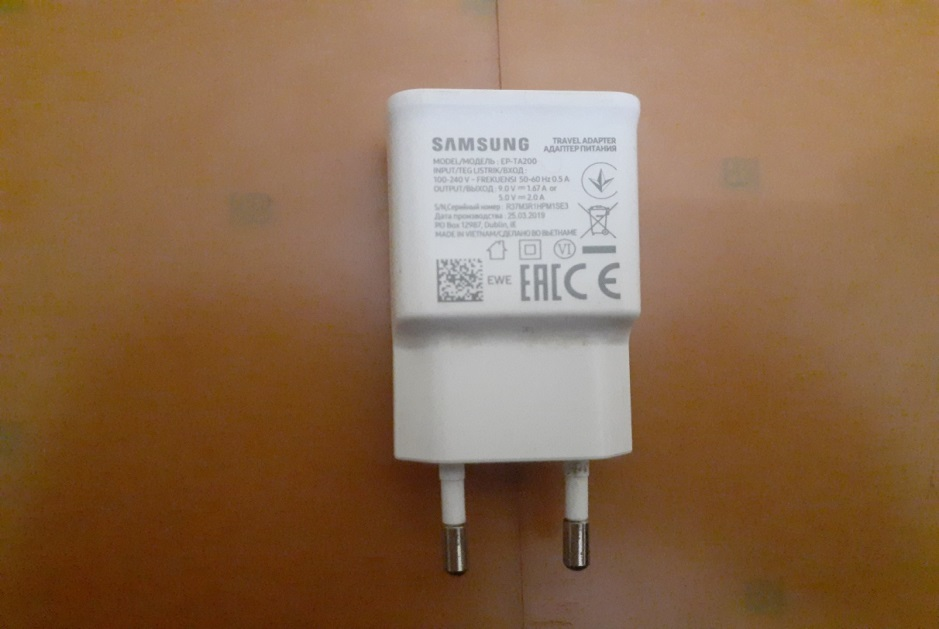 SAMSUNG
TRAVEL ADAPTER
АДАПТЕР ПИТАНИЯ
MODEL/МОДЕЛЬ : EP-TA200
INPUT/TEG LISTRIK/ВХОД :
100-240 V ~ FREKUENSI 50-60 Hz 0.5 A
OUTPUT/ВЫХОД : 9.0 V ⎓ 1.67 A or
5.0 V ⎓ 2.0 A
S/N,Серийный номер : R37M3R1HPM1SE3
Дата производства : 25.03.2018
PO Box 12987, Dublin, IE
MADE IN VIETNAM/СДЕЛАНО ВО ВЬЕТНАМЕ
VI
EWE
EAC CE